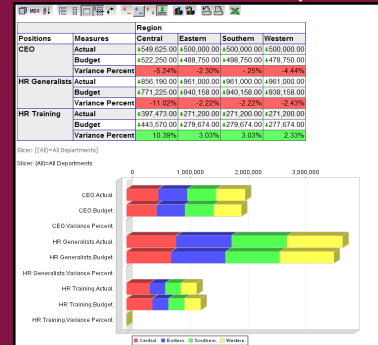 Region
Positions Measures Central Eastern Southern Western
CEO Actual 549,625.00 500,000.00 500,000.00 500,000.00
Budget 522,250.00 488,750.00 498,750.00 478,750.00
Variance Percent -5.24% -2.30% -.25% -4.44%
HR Generalists Actual 856,190.00 961,000.00 961,000.00 961,000.00
Budget 771,225.00 940,158.00 940,158.00 938,158.00
Variance Percent -11.02% -2.22% -2.22% -2.43%
HR Training Actual 397,473.00 271,200.00 271,200.00 271,200.00
Budget 443,570.00 279,674.00 279,674.00 277,674.00
Variance Percent 10.39% 3.03% 3.03% 2.33%
Slicer: [(All)=All Departments]
Slicer: (All)=All Departments
0 1,000,000 2,000,000 3,000,000
CEO.Actual.
CEO.Budget.
CEO.Variance Percent.
HR Generalists.Actual.
HR Generalists.Budget.
HR Generalists.Variance Percent.
HR Training.Actual.
HR Training.Budget.
HR Training.Variance Percent.
Central. Eastern. Southern. Western.